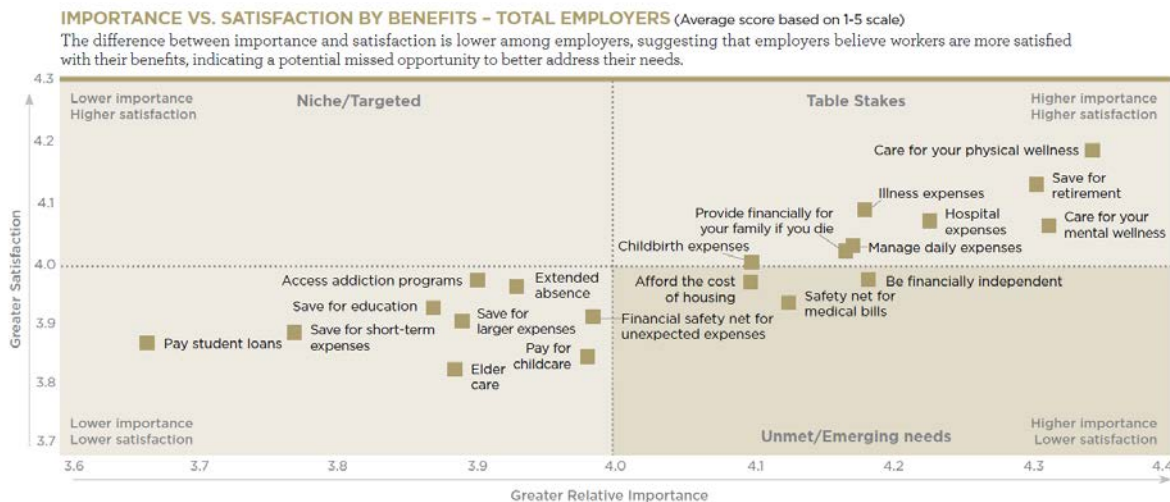 IMPORTANCE VS. SATISFACTION BY BENEFITS – TOTAL EMPLOYERS (Average score based on 1-5 scale)
The difference between importance and satisfaction is lower among employers, suggesting that employers believe workers are more satisfied
with their benefits, indicating a potential missed opportunity to better address their needs.
4.3
Lower importance
Higher satisfaction
Niche/Targeted
Table Stakes
Higher importance
Higher satisfaction
4.2
Care for your physical wellness
Save for
retirement
4.1
Illness expenses
Provide financially for
your family if you die
Hospital
expenses
Care for your
mental wellness
Childbirth expenses
Manage daily expenses
4.0
Access addiction programs
Extended
absence
Afford the cost
of housing
Be financially independent
Save for education
Safety net for
medical bills
3.9
Save for
larger expenses
Financial safety net for
unexpected expenses
Pay student loans
Save for short-term
expenses
Pay for
childcare
Elder
care
3.8
Lower importance
Lower satisfaction
Unmet/Emerging needs
Higher importance
Lower satisfaction
3.7
3.6
3.7
3.8
3.9
4.0
4.1
4.2
4.3
4.4
Greater Satisfaction
Greater Relative Importance